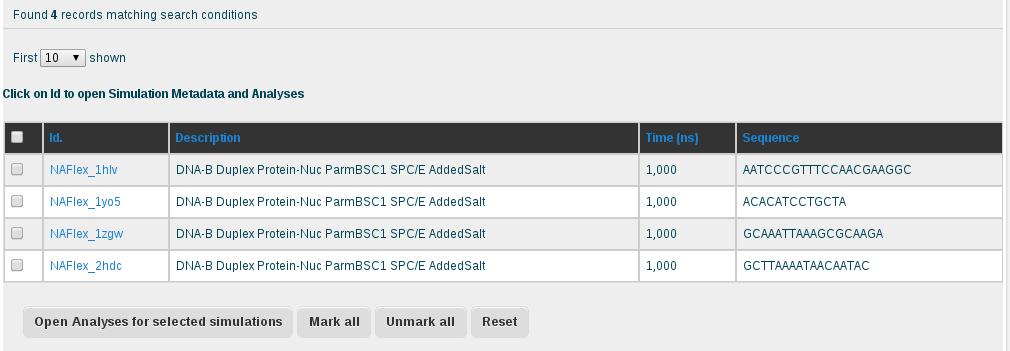 Found 4 records matching search conditions
First 10 shown
Click on Id to open Simulation Metadata and Analyses
Id. Description Time (ns) Sequence
NAFlex_1hlv DNA-B Duplex Protein-Nuc ParmBSC1 SPC/E AddedSalt 1,000 AATCCCGTTTCCAACGAAGGC
NAFlex_1yo5 DNA-B Duplex Protein-Nuc ParmBSC1 SPC/E AddedSalt 1,000 ACACATCCTGCTA
NAFlex_1zgw DNA-B Duplex Protein-Nuc ParmBSC1 SPC/E AddedSalt 1,000 GCAAATTAAAGCGCAAGA
NAFlex_2hdc DNA-B Duplex Protein-Nuc ParmBSC1 SPC/E AddedSalt 1,000 GCTTAAAATAACAATAC
Open Analyses for selected simulations Mark all Unmark all Reset